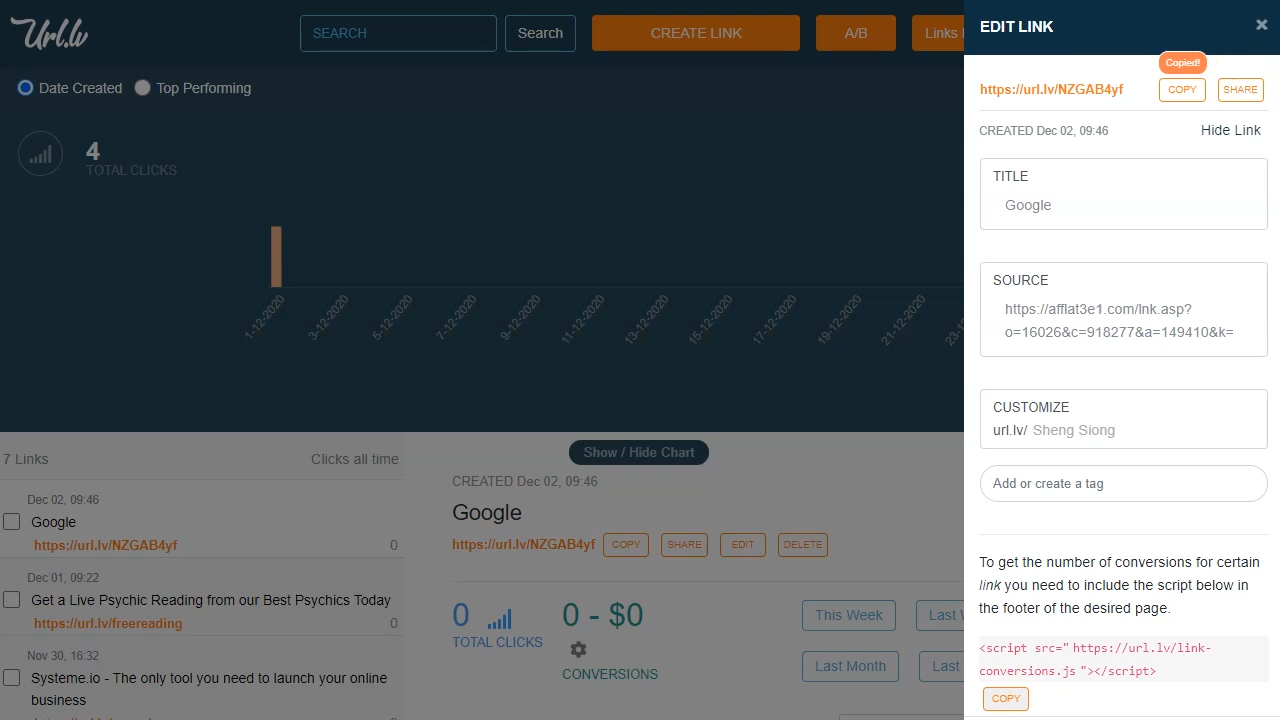 Url.lv
SEARCH
Search
CREATE LINK
A/B
Links
Date Created
Top Performing
4
TOTAL CLICKS
1-12-2020
3-12-2020
5-12-2020
7-12-2020
9-12-2020
11-12-2020
13-12-2020
15-12-2020
17-12-2020
19-12-2020
21-12-2020
7 Links
Clicks all time
Dec 02, 09:46
Google
https://url.lv/NZGAB4yf 0
Dec 01, 09:22
Get a Live Psychic Reading from our Best Psychics Today
https://url.lv/freereading 0
Nov 30, 16:32
Systeme.io - The only tool you need to launch your online
business
Show / Hide Chart
CREATED Dec 02, 09:46
Google
https://url.lv/NZGAB4yf COPY SHARE EDIT DELETE
0
TOTAL CLICKS
0 - $0
CONVERSIONS
This Week
Last
Last Month
Last
EDIT LINK ×
Copied!
https://url.lv/NZGAB4yf COPY SHARE
CREATED Dec 02, 09:46 Hide Link
TITLE
Google
SOURCE
https://afflat3e1.com/lnk.asp?
o=16026&c=918277&a=149410&k=
CUSTOMIZE
url.lv/ Sheng Siong
Add or create a tag
To get the number of conversions for certain
link you need to include the script below in
the footer of the desired page.
<script src=" https://url.lv/link-
conversions.js "></script>
COPY